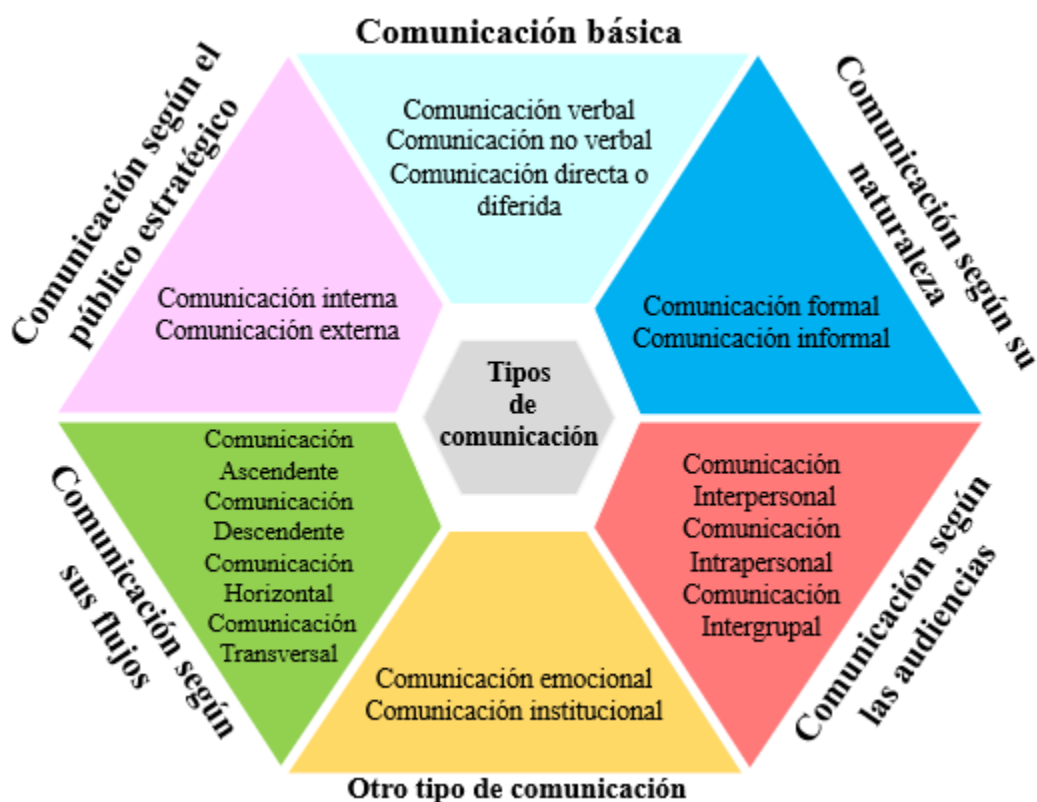 Comunicación básica
Comunicación verbal
Comunicación no verbal
Comunicación directa o
diferida
Comunicación según su
naturaleza
Comunicación formal
Comunicación informal
Comunicación según
las audiencias
Comunicación
Interpersonal
Comunicación
Intrapersonal
Comunicación
Intergrupal
Otro tipo de comunicación
Comunicación emocional
Comunicación institucional
Comunicación según
sus flujos
Comunicación
Ascendente
Comunicación
Descendente
Comunicación
Horizontal
Comunicación
Transversal
Comunicación según el
público estratégico
Comunicación interna
Comunicación externa
Tipos
de
comunicación